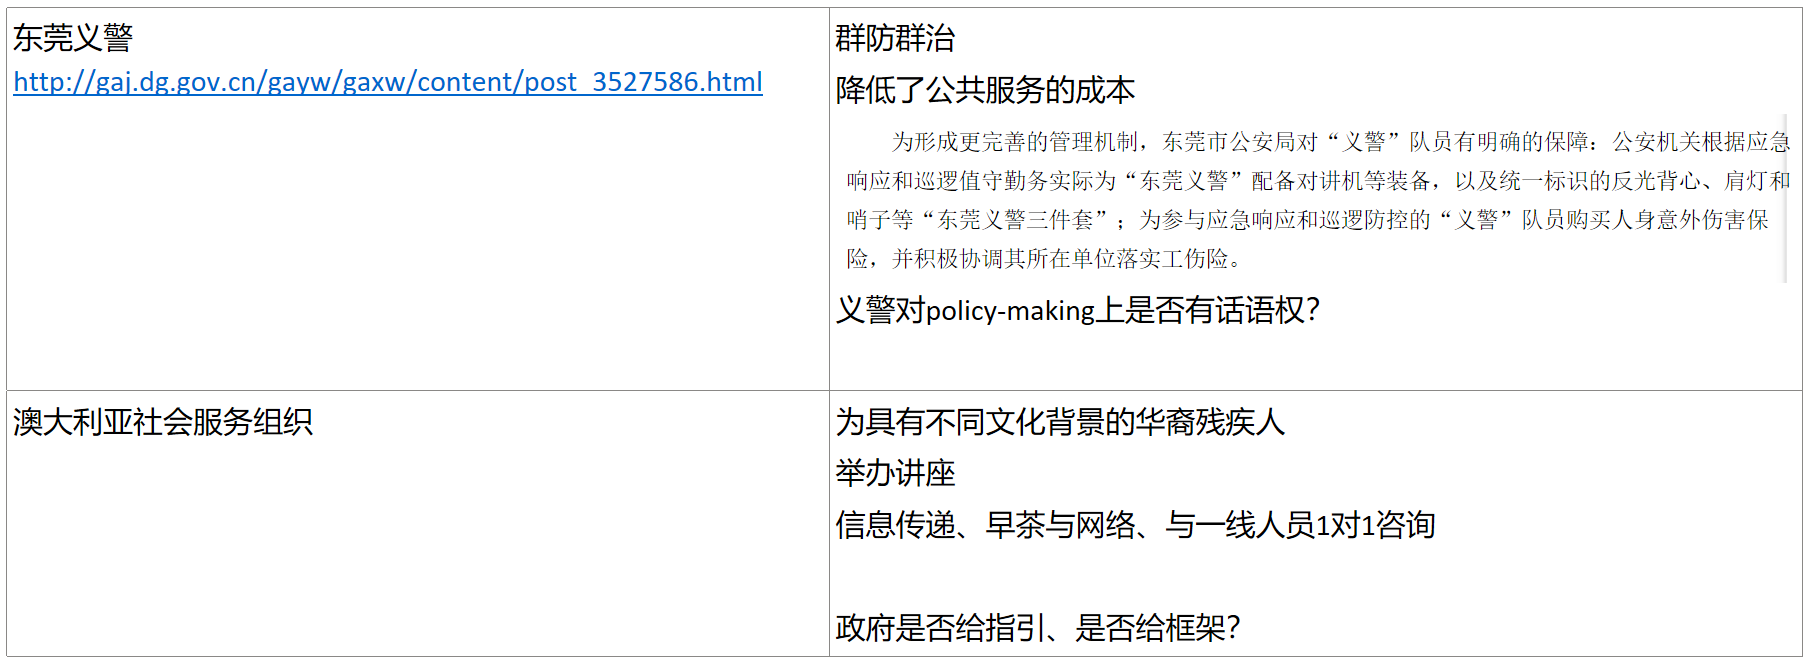 东莞义警
http://gaj.dg.gov.cn/gayw/gaxw/content/post_3527586.html
群防群治
降低了公共服务的成本
为形成更完善的管理机制，东莞市公安局对“义警”队员有明确的保障：公安机关根据应急
响应和巡逻值守勤务实际为“东莞义警”配备对讲机等装备，以及统一标识的反光背心、肩灯和
哨子等“东莞义警三件套”；为参与应急响应和巡逻防控的“义警”队员购买人身意外伤害保
险，并积极协调其所在单位落实工伤险。
义警对policy-making上是否有话语权？
澳大利亚社会服务组织
为具有不同文化背景的华裔残疾人
举办讲座
信息传递、早茶与网络、与一线人员1对1咨询
政府是否给指引、是否给框架？